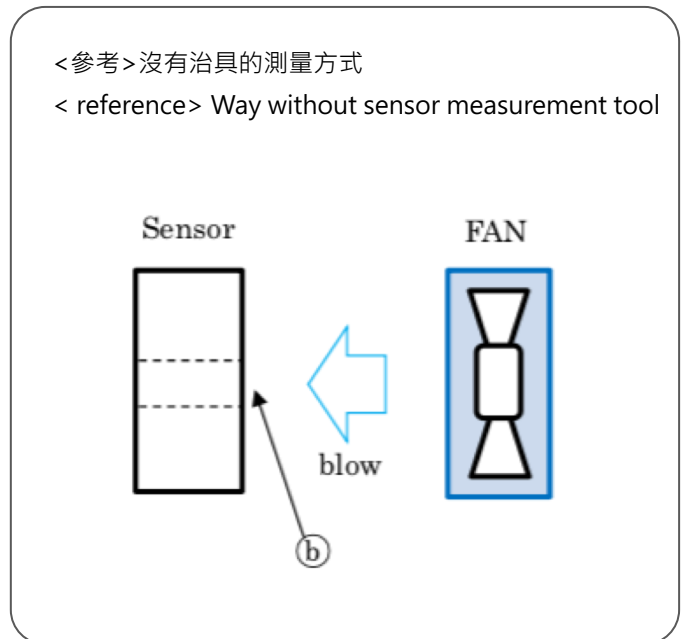 <參考>沒有治具的測量方式
< reference> Way without sensor measurement tool
Sensor
FAN
blow
ⓑ